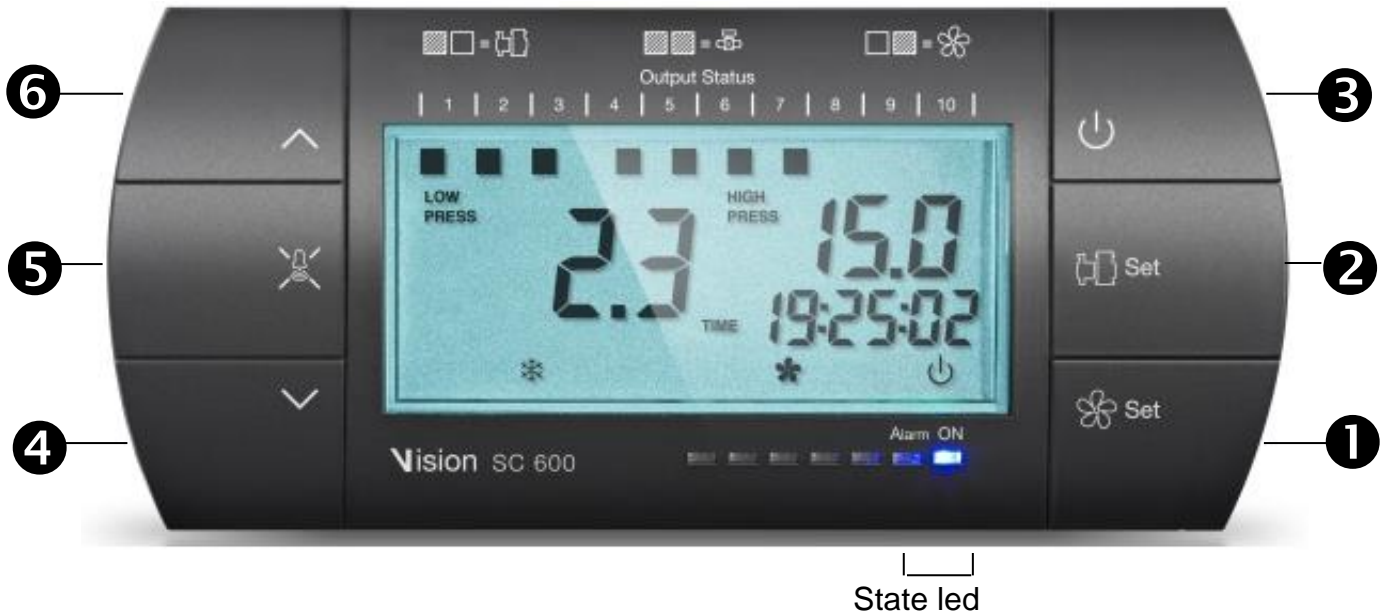 Output Status
1 2 3 4 5 6 7 8 9 10
LOW PRESS
HIGH PRESS
2.3
15.0
TIME 19:25:02
Set
Set
Alarm ON
Vision SC 600
State led
6
5
4
3
2
1